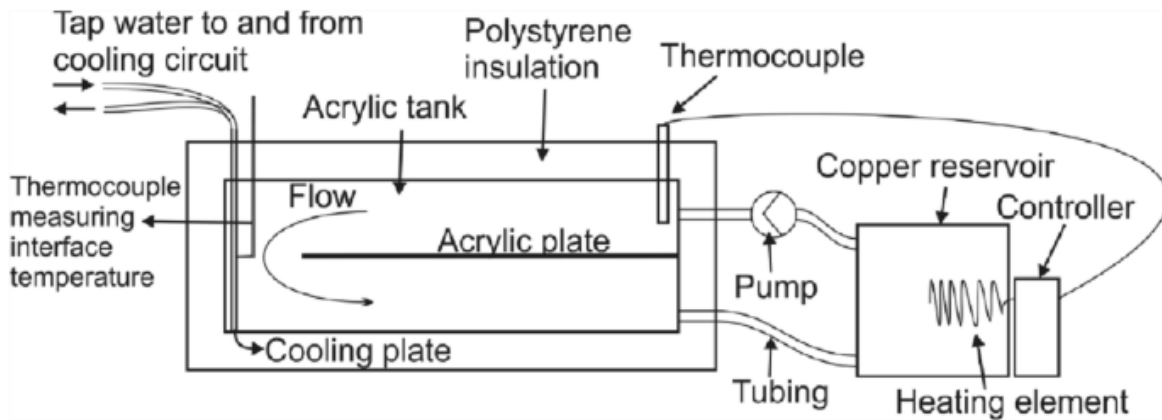 Tap water to and from
cooling circuit
Polystyrene
insulation
Thermocouple
Acrylic tank
Copper reservoir
Controller
Thermocouple
measuring
interface
temperature
Flow
Acrylic plate
Pump
Cooling plate
Tubing
Heating element